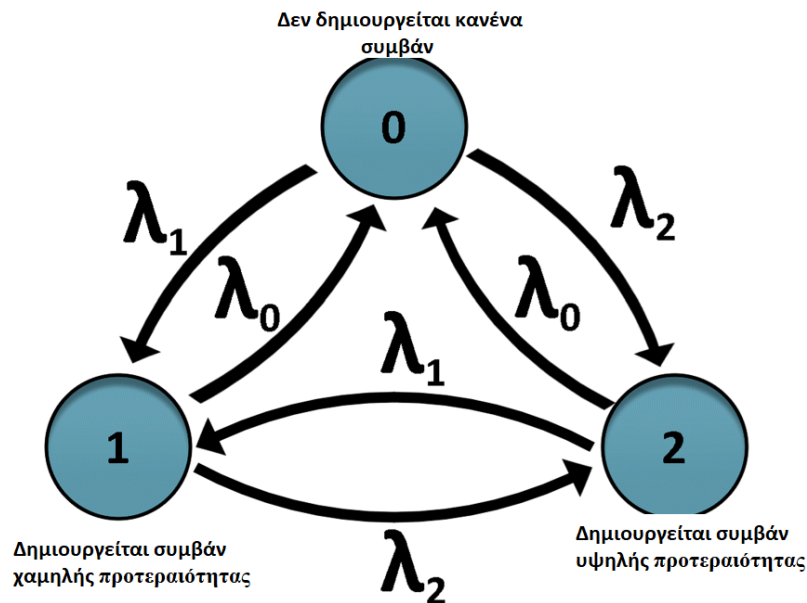 Δεν δημιουργείται κανένα
συμβάν
0
λ1
λ2
λ0
λ0
λ1
1
2
Δημιουργείται συμβάν
χαμηλής προτεραιότητας
Δημιουργείται συμβάν
υψηλής προτεραιότητας
λ2